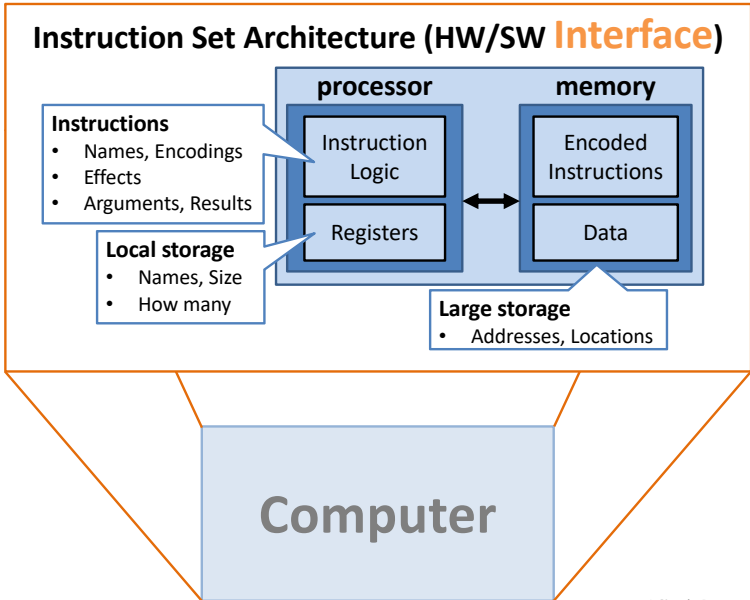 Instruction Set Architecture (HW/SW Interface)
processor
memory
Instructions
• Names, Encodings
• Effects
• Arguments, Results
Instruction
Logic
Encoded
Instructions
Registers
Data
Local storage
• Names, Size
• How many
Large storage
• Addresses, Locations
Computer